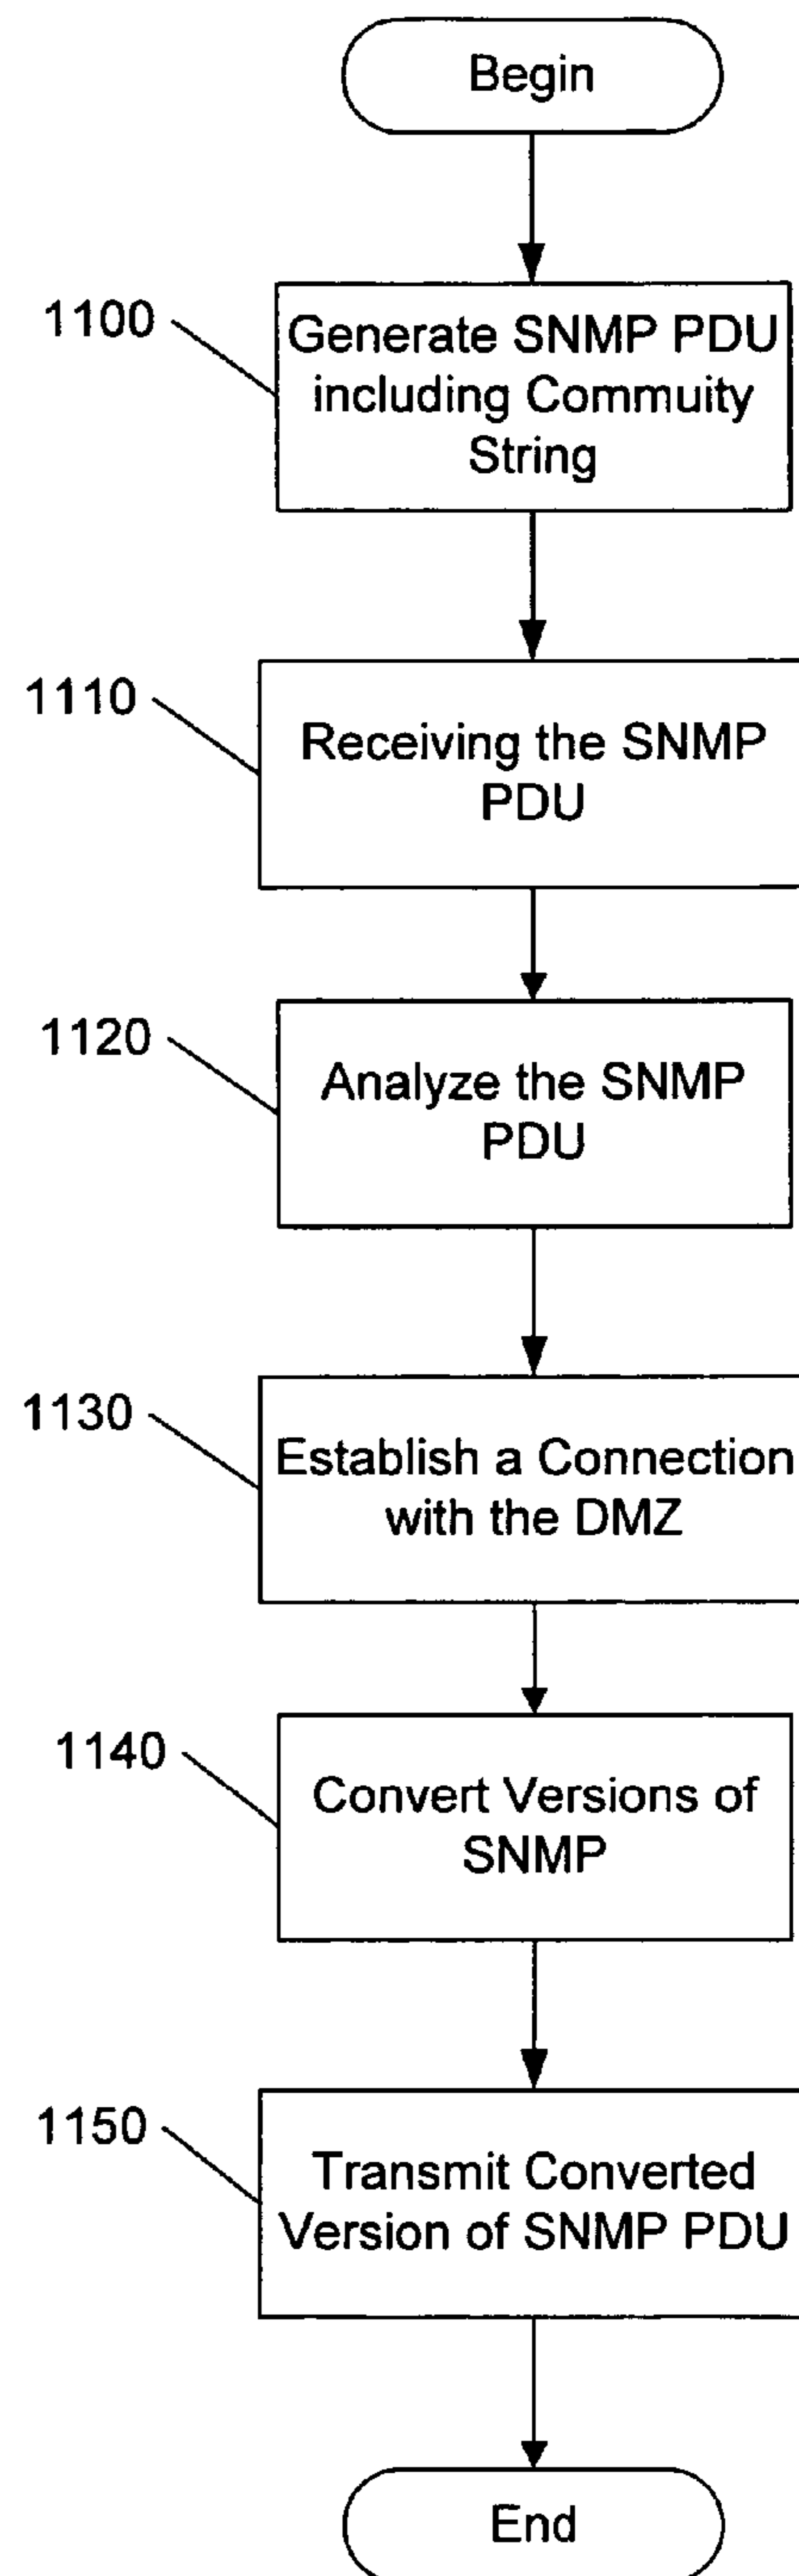 Begin
1100
Generate SNMP PDU
including Commuity
String
1110
Receiving the SNMP
PDU
1120
Analyze the SNMP
PDU
1130
Establish a Connection
with the DMZ
1140
Convert Versions of
SNMP
1150
Transmit Converted
Version of SNMP PDU
End